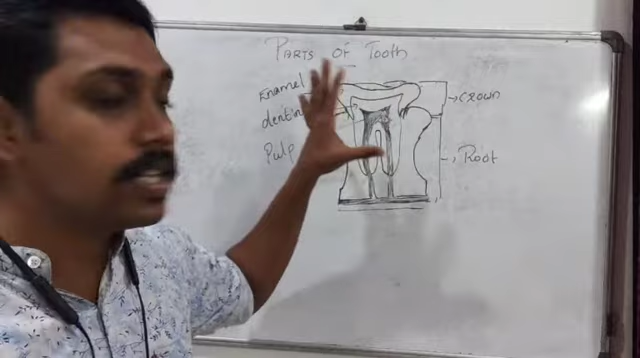 PARTS OF TOOTH
Enamel
dentin
Pulp
Crown
Root